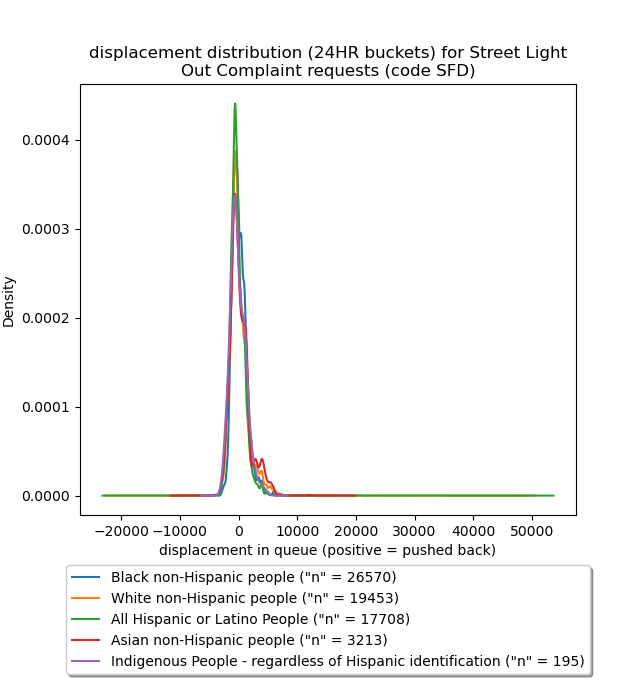 displacement distribution (24HR buckets) for Street Light
Out Complaint requests (code SFD)
0.0004
0.0003
0.0002
0.0001
0.0000
Density
−20000 −10000 0 10000 20000 30000 40000 50000
displacement in queue (positive = pushed back)
Black non-Hispanic people ("n" = 26570)
White non-Hispanic people ("n" = 19453)
All Hispanic or Latino People ("n" = 17708)
Asian non-Hispanic people ("n" = 3213)
Indigenous People - regardless of Hispanic identification ("n" = 195)